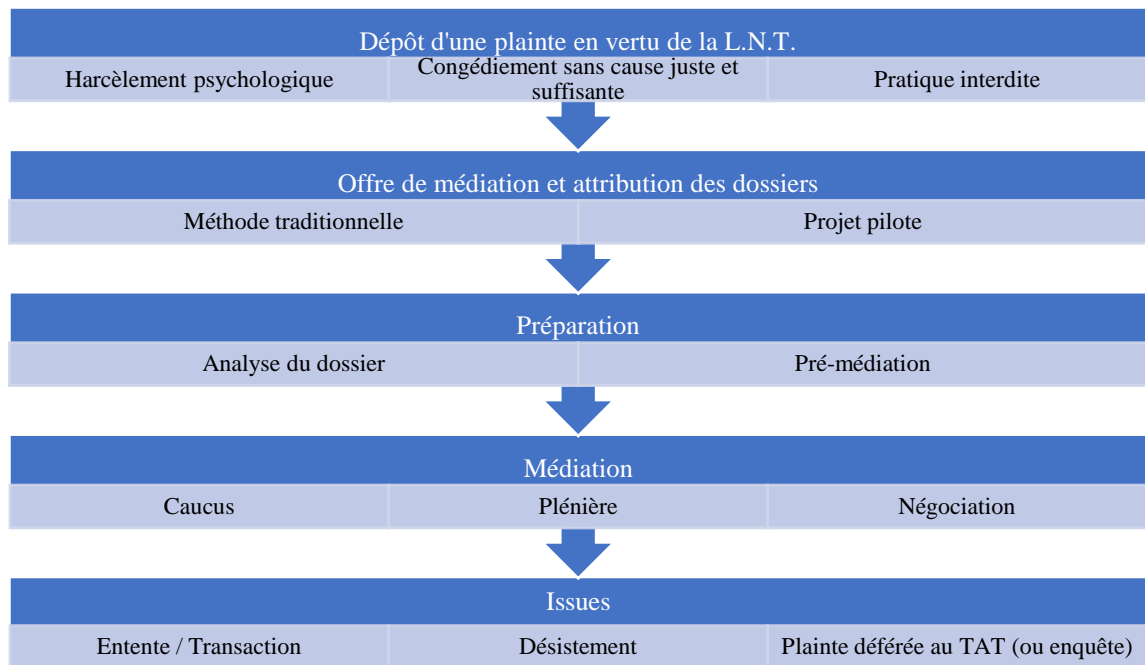 Dépôt d'une plainte en vertu de la L.N.T.
Harcèlement psychologique
Congédiement sans cause juste et
suffisante
Pratique interdite
Offre de médiation et attribution des dossiers
Méthode traditionnelle
Projet pilote
Préparation
Analyse du dossier
Pré-médiation
Médiation
Caucus
Plénière
Négociation
Issues
Entente / Transaction
Désistement
Plainte déférée au TAT (ou enquête)